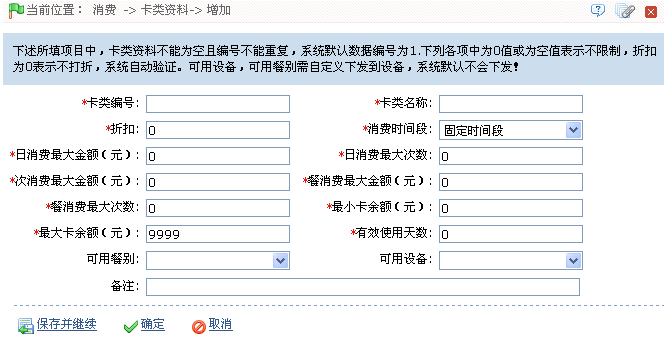 当前位置： 消费 -> 卡类资料-> 增加
下述所填项目中，卡类资料不能为空且编号不能重复，系统默认数据编号为1.下列各项中为0值或为空值表示不限制，折扣
为0表示不打折，系统自动验证。可用设备，可用餐别需自定义下发到设备，系统默认不会下发！
*卡类编号： *卡类名称：
*折扣： 0 *消费时间段： 固定时间段
*日消费最大金额（元）： 0 *日消费最大次数： 0
*次消费最大金额（元）： 0 *餐消费最大金额（元）： 0
*餐消费最大次数： 0 *最小卡余额（元）： 0
*最大卡余额（元）： 9999 *有效使用天数： 0
可用餐别： 可用设备：
备注：
保存并继续 确定 取消